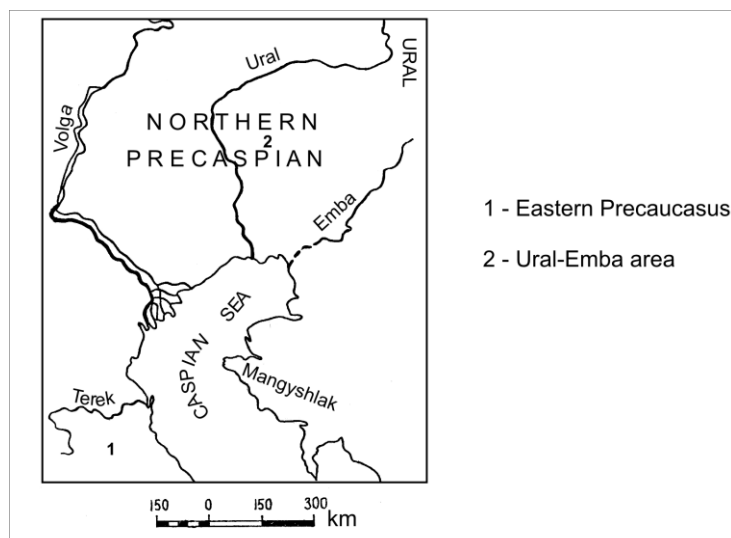 Ural
URAL
Volga
NORTHERN
2
PRECASPIAN
Emba
CASPIAN SEA
Mangyshlak
Terek
1
150 0 150 300
km
1 - Eastern Precaucasus
2 - Ural-Emba area